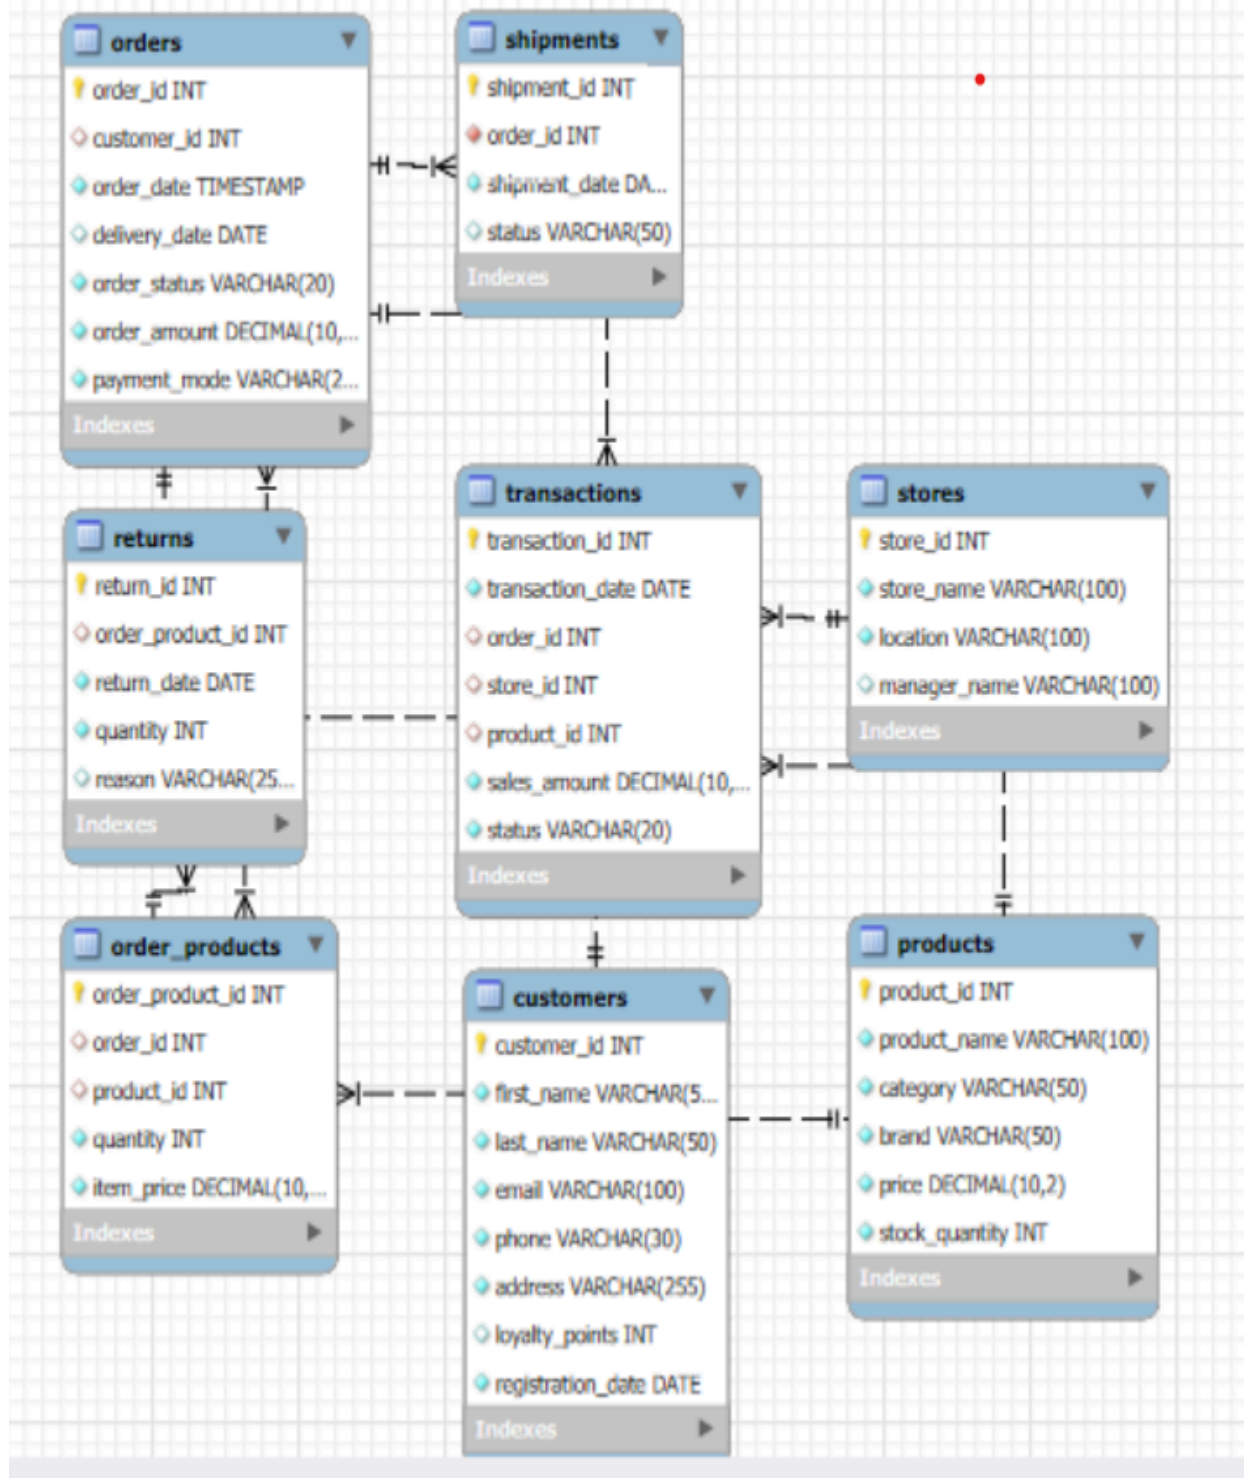 orders
order_id INT
customer_id INT
order_date TIMESTAMP
delivery_date DATE
order_status VARCHAR(20)
order_amount DECIMAL(10,...
payment_mode VARCHAR(2...
Indexes
shipments
shipment_id INT
order_id INT
shipment_date DA...
status VARCHAR(50)
Indexes
returns
return_id INT
order_product_id INT
return_date DATE
quantity INT
reason VARCHAR(25...
Indexes
transactions
transaction_id INT
transaction_date DATE
order_id INT
store_id INT
product_id INT
sales_amount DECIMAL(10,...
status VARCHAR(20)
Indexes
stores
store_id INT
store_name VARCHAR(100)
location VARCHAR(100)
manager_name VARCHAR(100)
Indexes
order_products
order_product_id INT
order_id INT
product_id INT
quantity INT
item_price DECIMAL(10,...
Indexes
customers
customer_id INT
first_name VARCHAR(5...
last_name VARCHAR(50)
email VARCHAR(100)
phone VARCHAR(30)
address VARCHAR(255)
loyalty_points INT
registration_date DATE
Indexes
products
product_id INT
product_name VARCHAR(100)
category VARCHAR(50)
brand VARCHAR(50)
price DECIMAL(10,2)
stock_quantity INT
Indexes